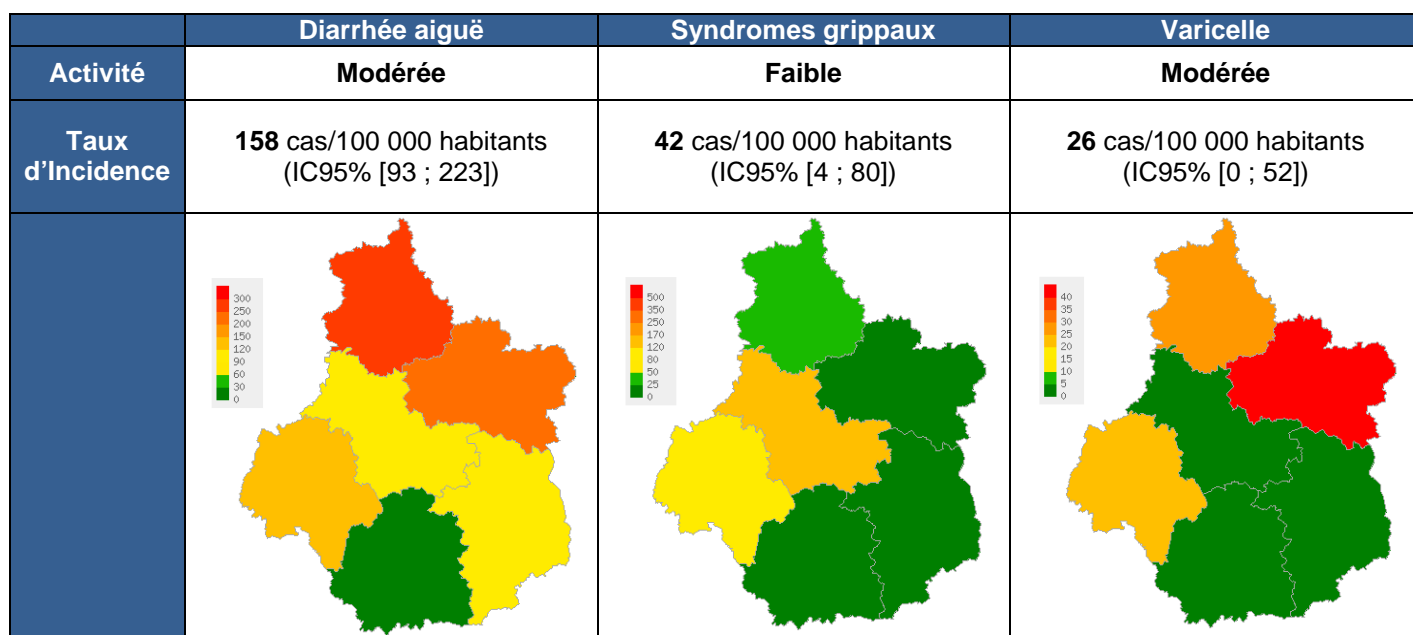 Diarrhée aiguë
Syndromes grippaux
Varicelle
Activité
Modérée
Faible
Modérée
Taux
d'Incidence
158 cas/100 000 habitants
(IC95% [93 ; 223])
42 cas/100 000 habitants
(IC95% [4 ; 80])
26 cas/100 000 habitants
(IC95% [0 ; 52])
300
250
200
150
120
90
60
30
0
500
350
250
170
120
80
50
25
0
40
35
30
25
20
15
10
5
0